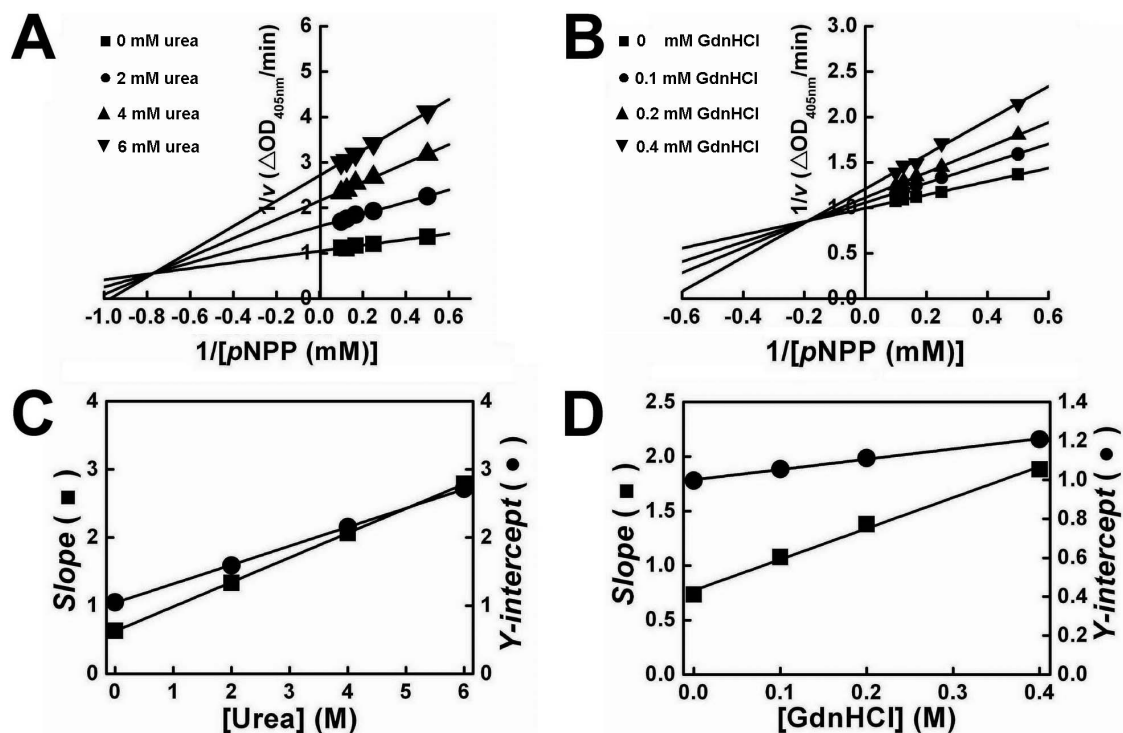 A
0 mM urea
2 mM urea
4 mM urea
6 mM urea
1/v (△OD405nm/min)
6
5
4
3
2
1
0
-1.0 -0.8 -0.6 -0.4 -0.2 0.0 0.2 0.4 0.6
1/[pNPP (mM)]
B
0 mM GdnHCl
0.1 mM GdnHCl
0.2 mM GdnHCl
0.4 mM GdnHCl
1/v (△OD405nm/min)
3.0
2.5
2.0
1.5
1.0
0.5
0.0
-0.6 -0.4 -0.2 0.0 0.2 0.4 0.6
1/[pNPP (mM)]
C
Slope ( ■ )
4
3
2
1
0
0 1 2 3 4 5 6
[Urea] (M)
4
3
2
1
0
Y-intercept ( ● )
D
Slope ( ■ )
2.5
2.0
1.5
1.0
0.5
0.0
0.0 0.1 0.2 0.3 0.4
[GdnHCl] (M)
1.4
1.2
1.0
0.8
0.6
0.4
0.2
0.0
Y-intercept ( ● )